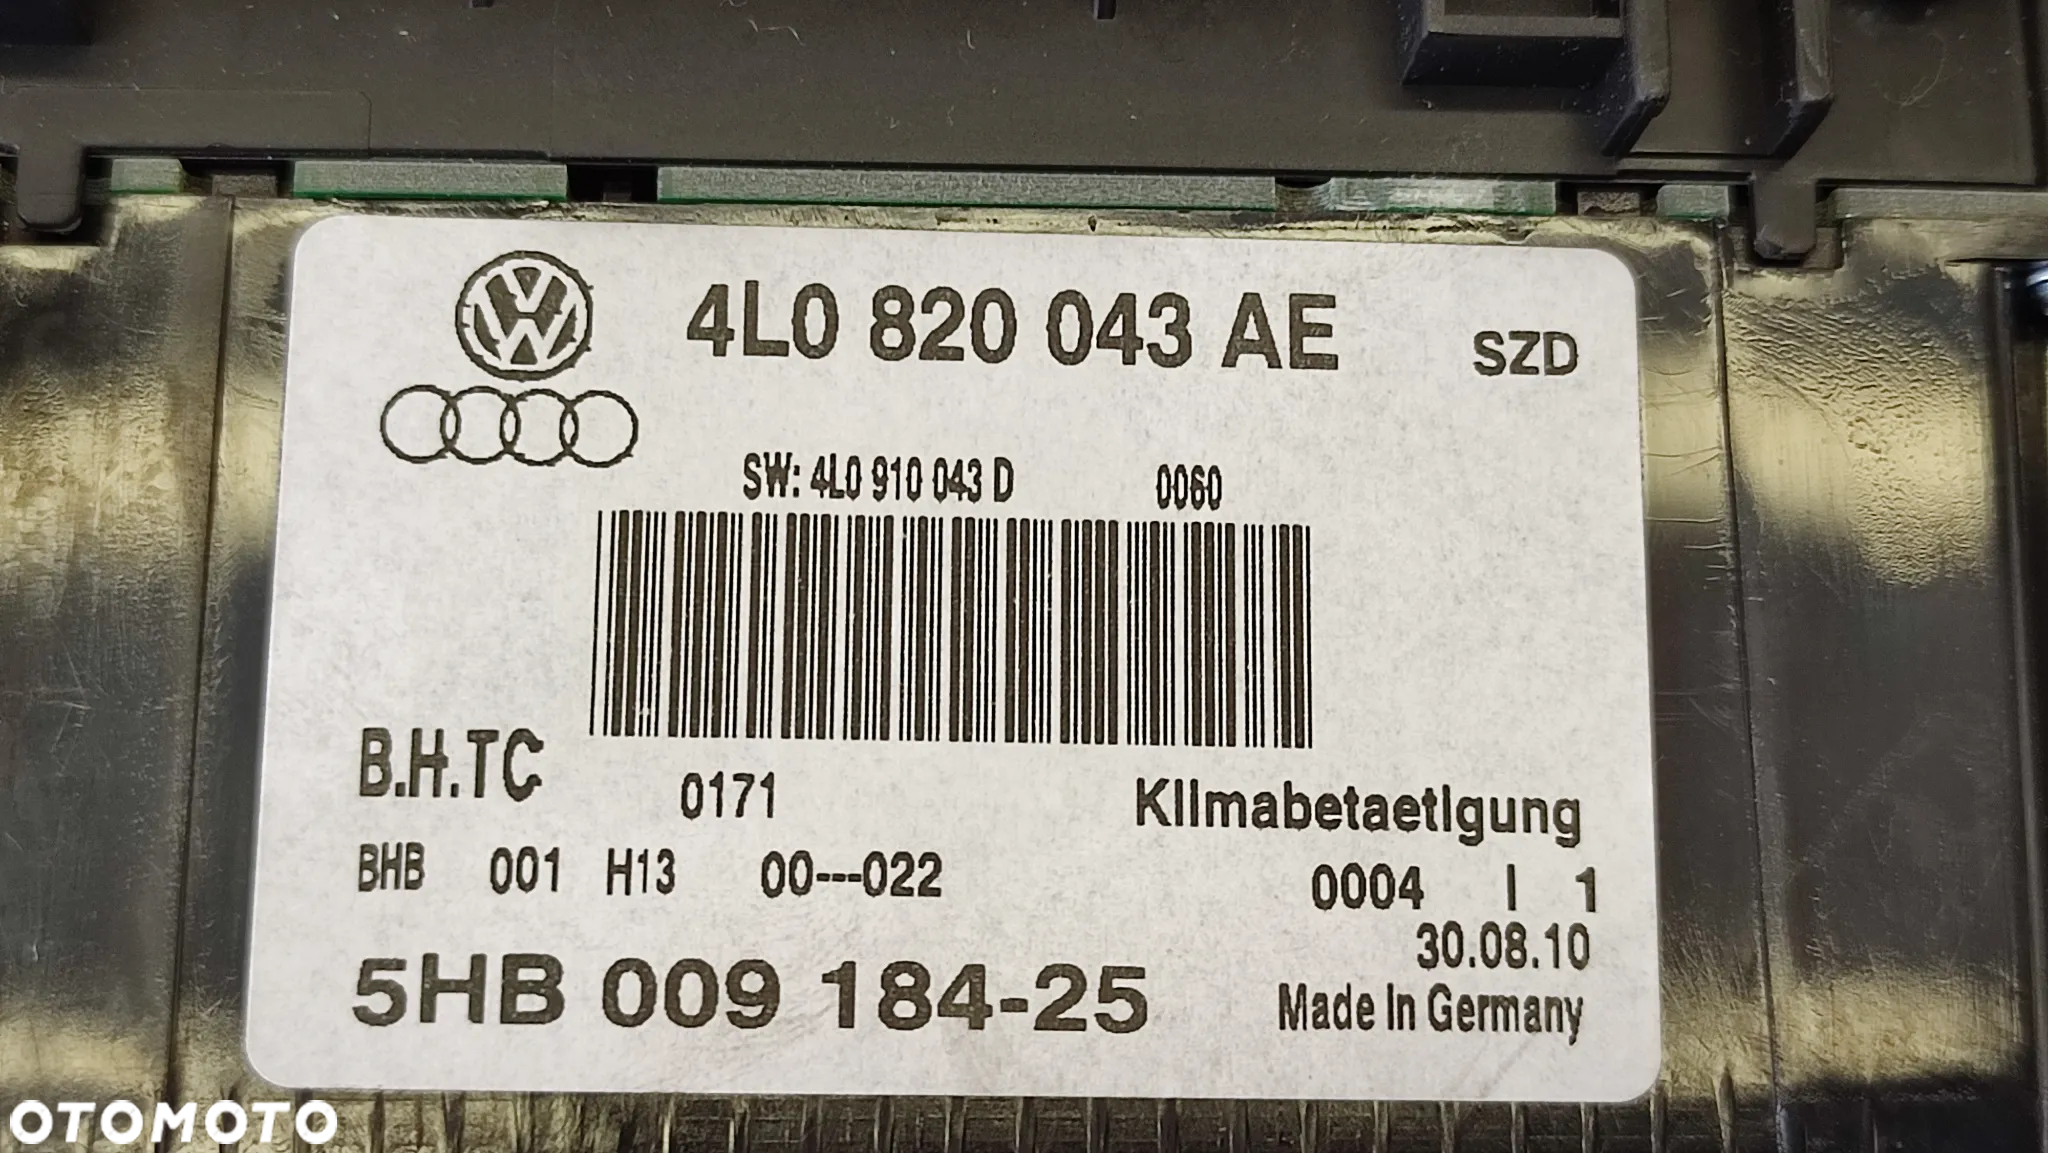 4L0 820 043 AE SZD
SW: 4L0 910 043 D 0060
B.H.TC
0171 Klimabetaetigung
BHB 001 H13 00---022 0004 I 1
30.08.10
5HB 009 184-25 Made In Germany
OTOMOTO